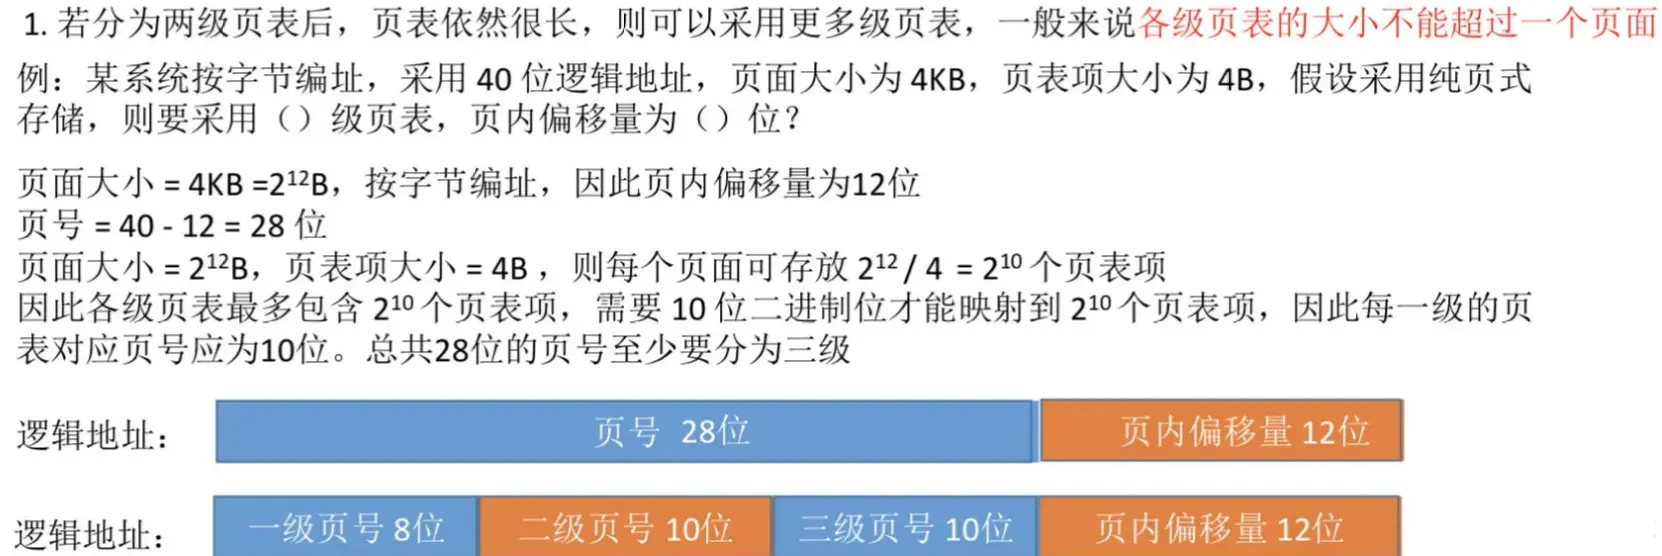 1. 若分为两级页表后，页表依然很长，则可以采用更多级页表，一般来说各级页表的大小不能超过一个页面
例：某系统按字节编址，采用 40 位逻辑地址，页面大小为 4KB，页表项大小为 4B，假设采用纯页式
存储，则要采用（）级页表，页内偏移量为（）位？
页面大小 = 4KB =2¹²B，按字节编址，因此页内偏移量为12位
页号 = 40 - 12 = 28 位
页面大小 = 2¹²B，页表项大小 = 4B ，则每个页面可存放 2¹² / 4 = 2¹⁰ 个页表项
因此各级页表最多包含 2¹⁰ 个页表项，需要 10 位二进制位才能映射到 2¹⁰ 个页表项，因此每一级的页
表对应页号应为10位。总共28位的页号至少要分为三级
逻辑地址： 页号 28位 页内偏移量 12位
逻辑地址： 一级页号 8位 二级页号 10位 三级页号 10位 页内偏移量 12位